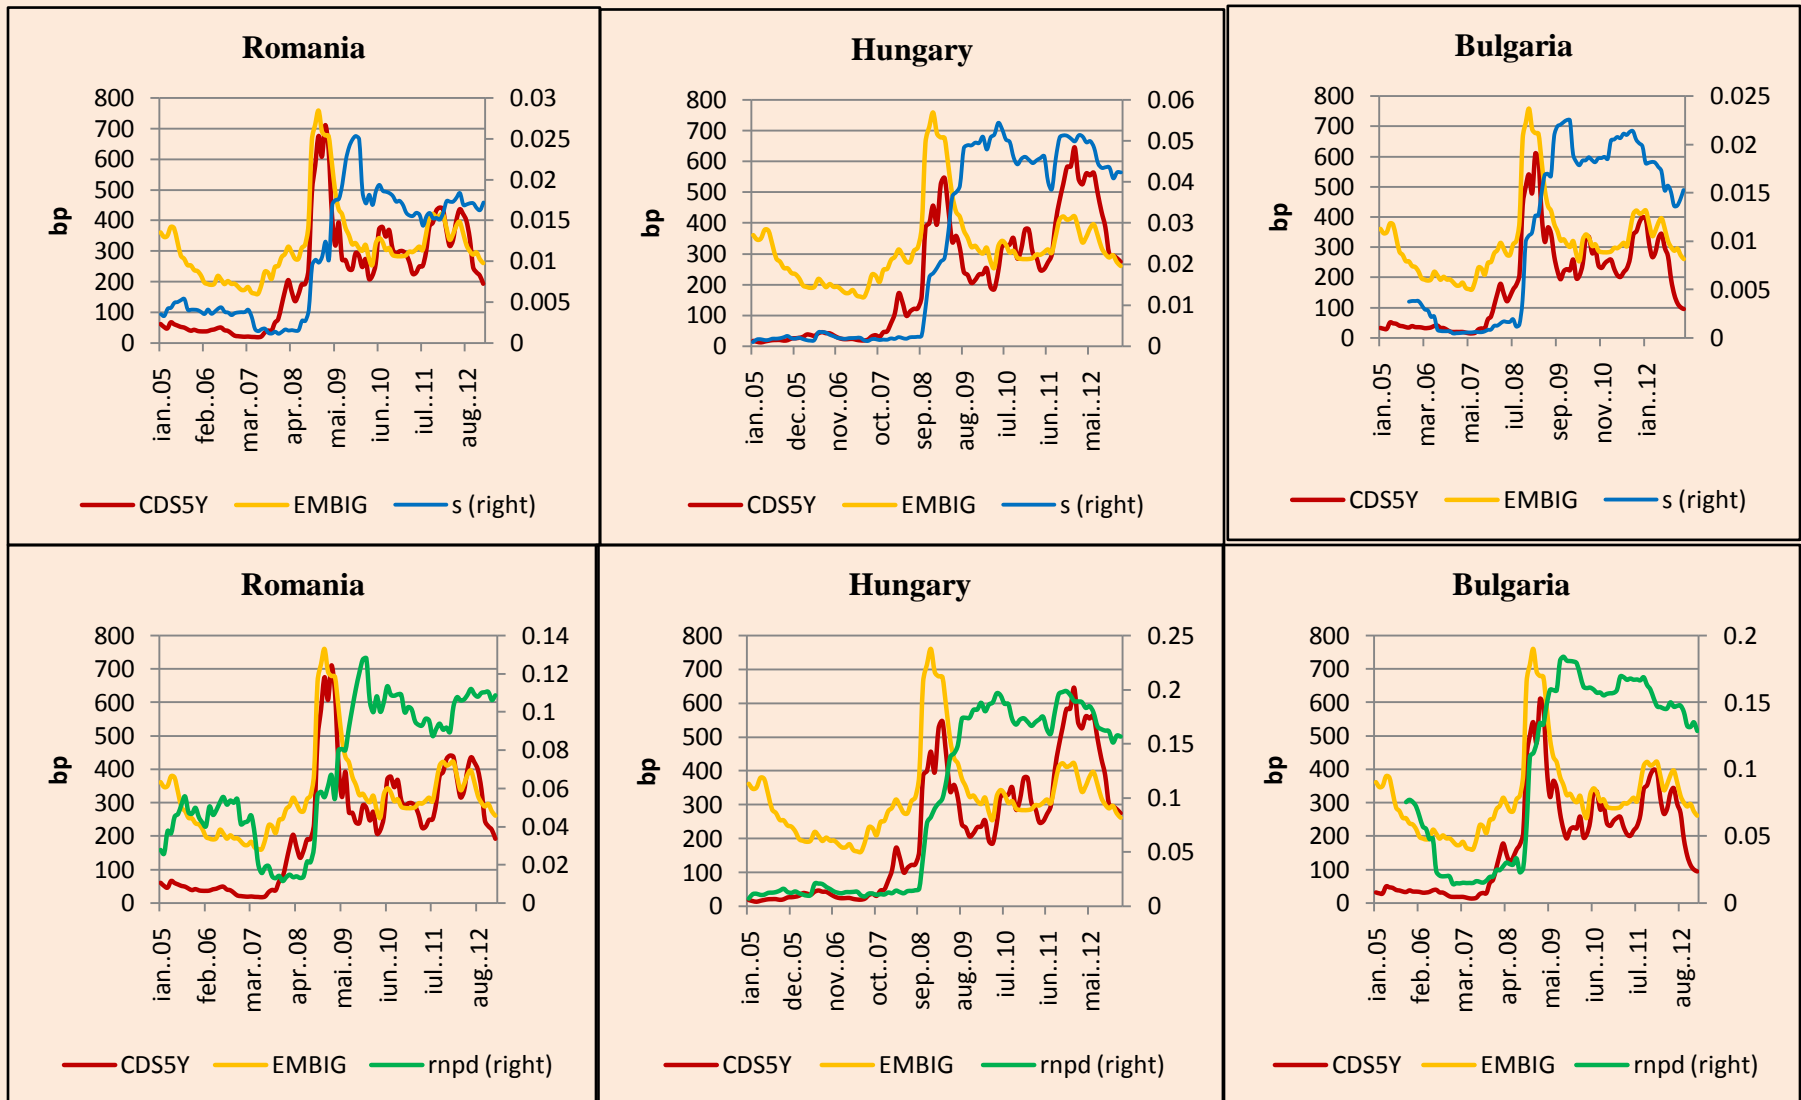 Romania
800
700
600
500
400
300
200
100
0
bp
0.03
0.025
0.02
0.015
0.01
0.005
0
ian..05
feb..06
mar..07
apr..08
mai..09
iun..10
iul..11
aug..12
CDS5Y EMBIG s (right)
Hungary
800
700
600
500
400
300
200
100
0
bp
0.06
0.05
0.04
0.03
0.02
0.01
0
ian..05
dec..05
nov..06
oct..07
sep..08
aug..09
iul..10
iun..11
mai..12
CDS5Y EMBIG s (right)
Bulgaria
800
700
600
500
400
300
200
100
0
bp
0.025
0.02
0.015
0.01
0.005
0
ian..05
mar..06
mai..07
iul..08
sep..09
nov..10
ian..12
CDS5Y EMBIG s (right)
Romania
800
700
600
500
400
300
200
100
0
bp
0.14
0.12
0.1
0.08
0.06
0.04
0.02
0
ian..05
feb..06
mar..07
apr..08
mai..09
iun..10
iul..11
aug..12
CDS5Y EMBIG rnpd (right)
Hungary
800
700
600
500
400
300
200
100
0
bp
0.25
0.2
0.15
0.1
0.05
0
ian..05
dec..05
nov..06
oct..07
sep..08
aug..09
iul..10
iun..11
mai..12
CDS5Y EMBIG rnpd (right)
Bulgaria
800
700
600
500
400
300
200
100
0
bp
0.2
0.15
0.1
0.05
0
ian..05
feb..06
mar..07
apr..08
mai..09
iun..10
iul..11
aug..12
CDS5Y EMBIG rnpd (right)